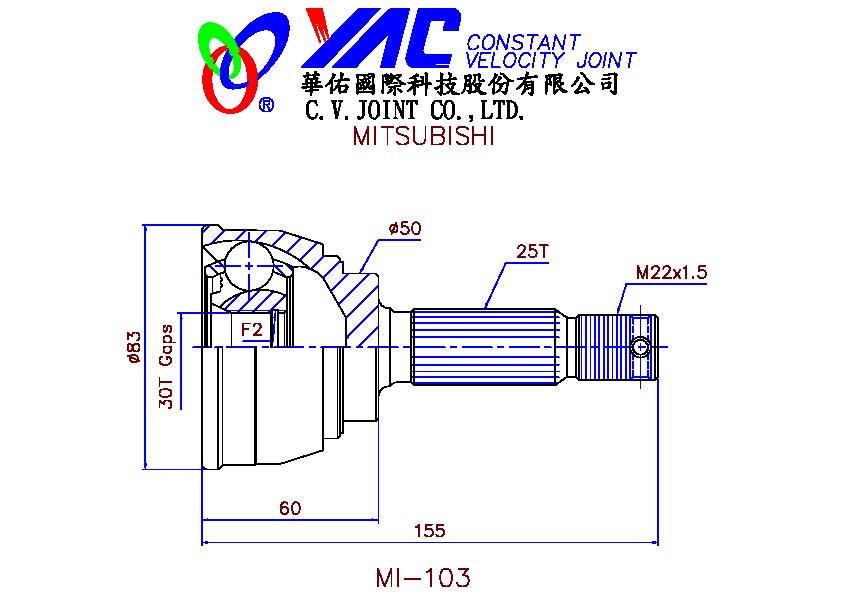 YAC CONSTANT
VELOCITY JOINT
®
華佑國際科技股份有限公司
C.V.JOINT CO.,LTD.
MITSUBISHI
ø50
25T
M22x1.5
F2
ø83
30T Gaps
60
155
MI-103